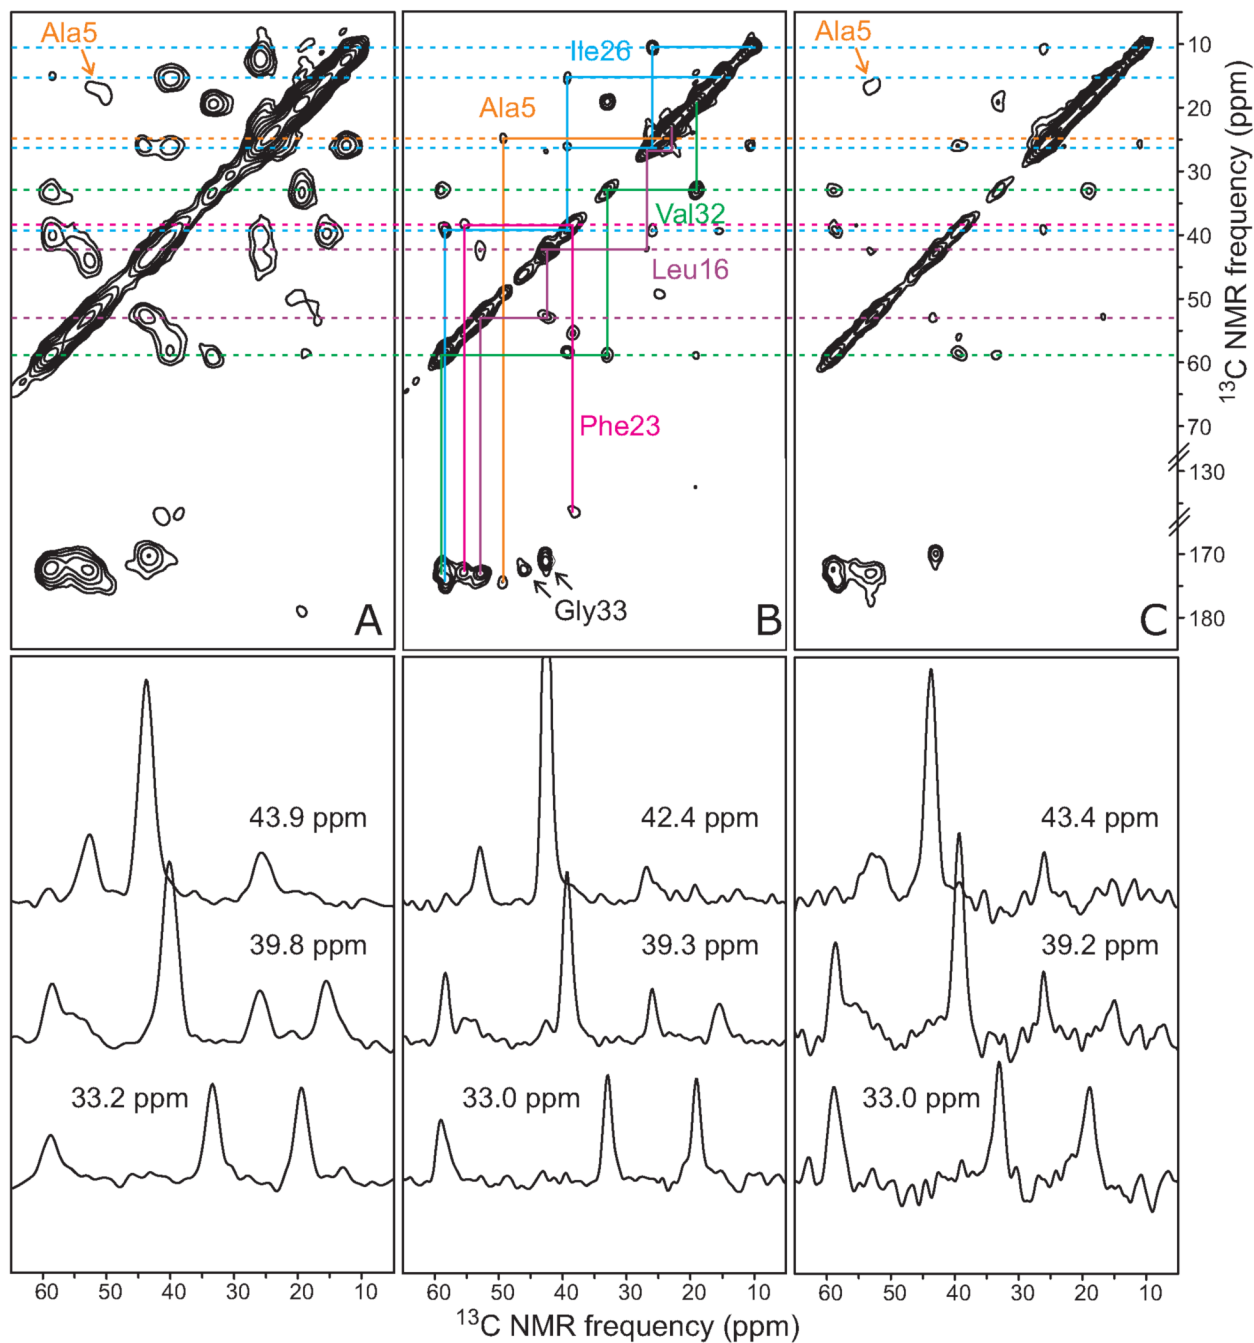 Ala5
Ile26
Ala5
Val32
Leu16
Phe23
Gly33
Ala5
A
B
C
10
20
30
40
50
60
70
130
170
180
¹³C NMR frequency (ppm)
43.9 ppm
39.8 ppm
33.2 ppm
42.4 ppm
39.3 ppm
33.0 ppm
43.4 ppm
39.2 ppm
33.0 ppm
60 50 40 30 20 10
60 50 40 30 20 10
60 50 40 30 20 10
¹³C NMR frequency (ppm)